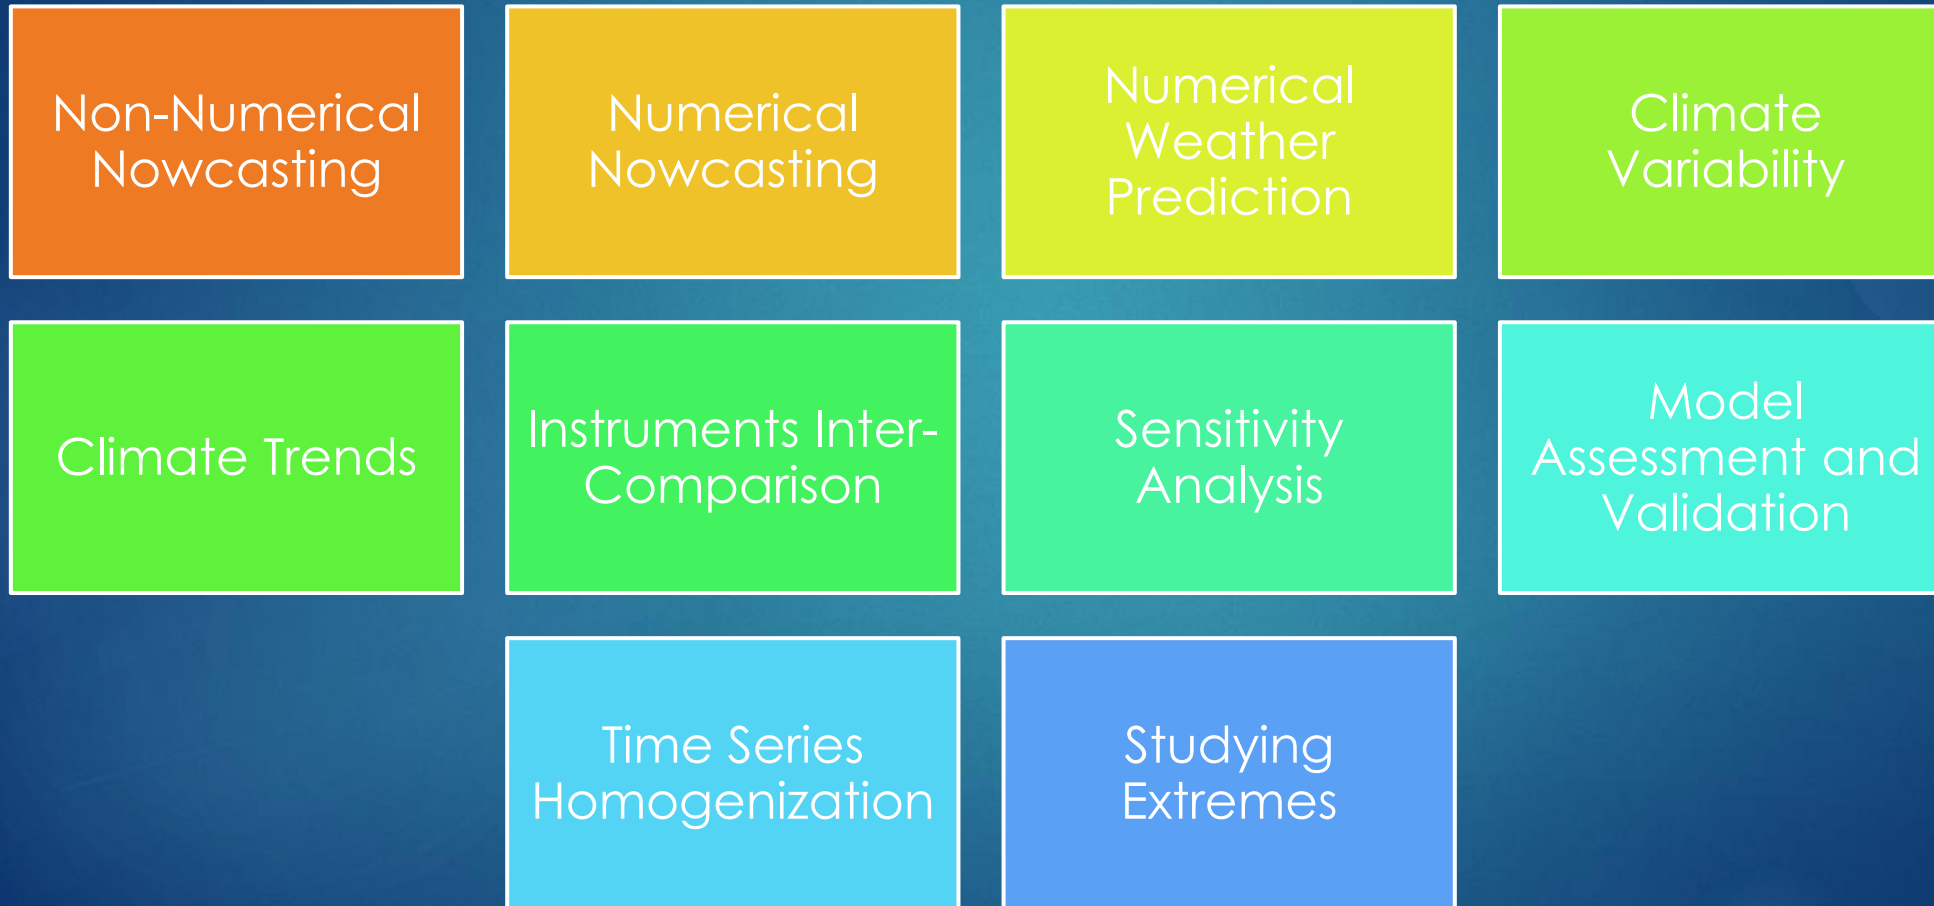 Non-Numerical
Nowcasting
Numerical
Nowcasting
Numerical
Weather
Prediction
Climate
Variability
Climate Trends
Instruments Inter-
Comparison
Sensitivity
Analysis
Model
Assessment and
Validation
Time Series
Homogenization
Studying
Extremes